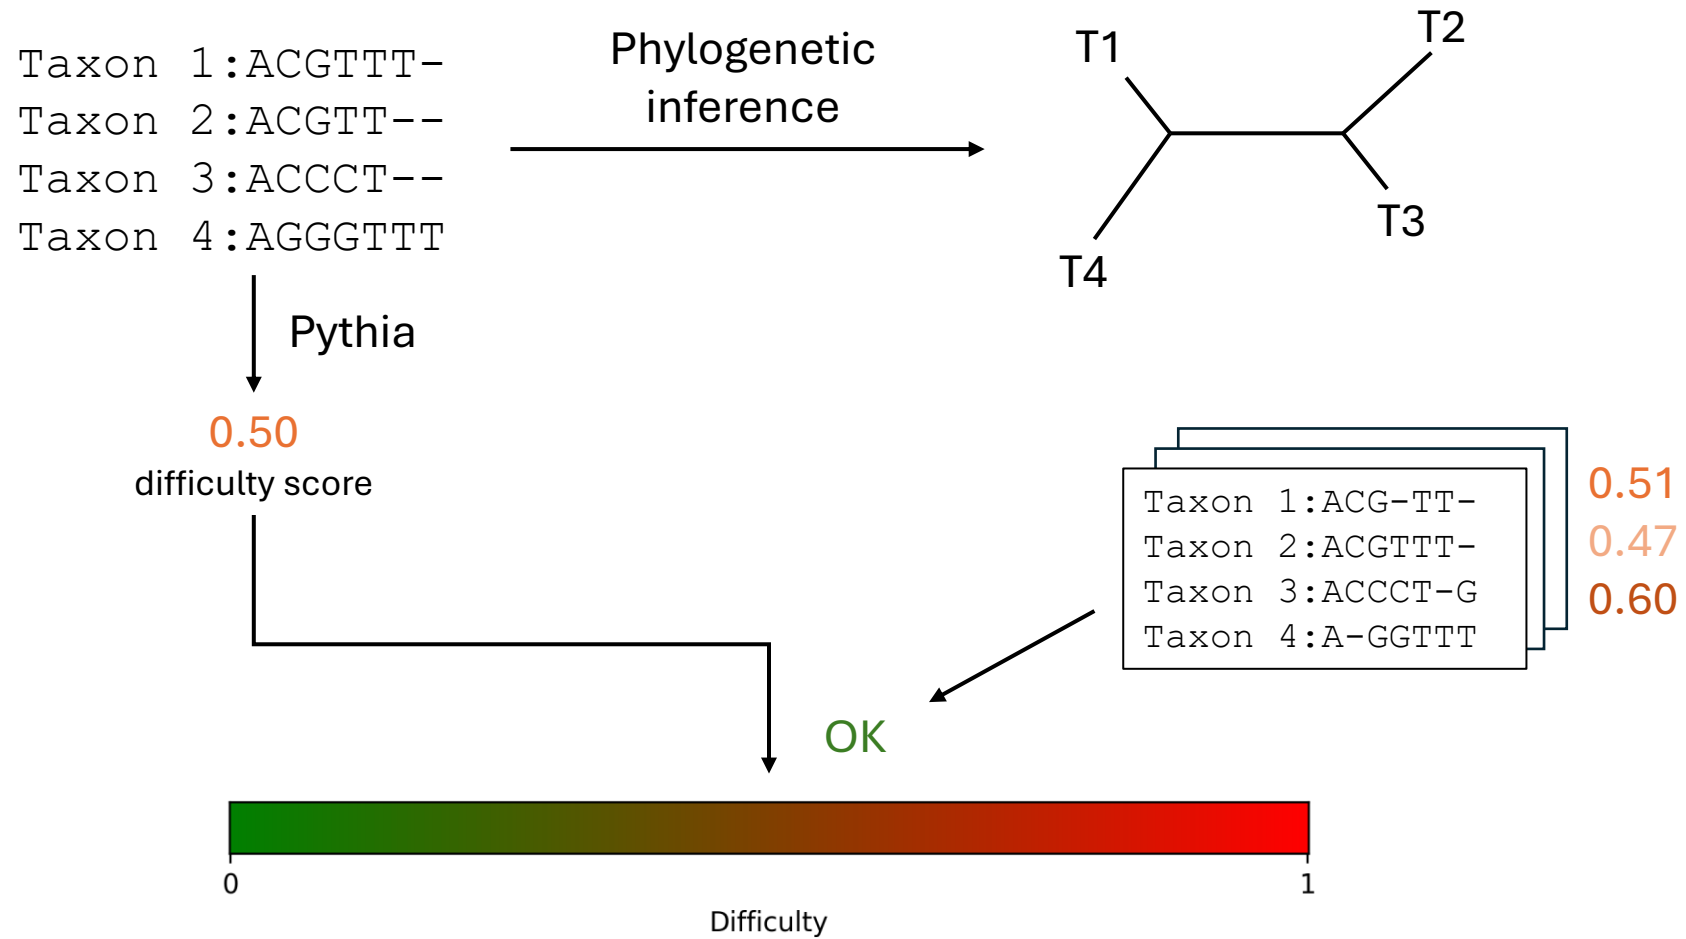 Taxon 1:ACGTTT-
Taxon 2:ACGTT--
Taxon 3:ACCCT--
Taxon 4:AGGGTTT
Phylogenetic
inference
T1
T2
T3
T4
Pythia
0.50
difficulty score
Taxon 1:ACG-TT-
Taxon 2:ACGTTT-
Taxon 3:ACCCT-G
Taxon 4:A-GGTTT
0.51
0.47
0.60
OK
0
1
Difficulty